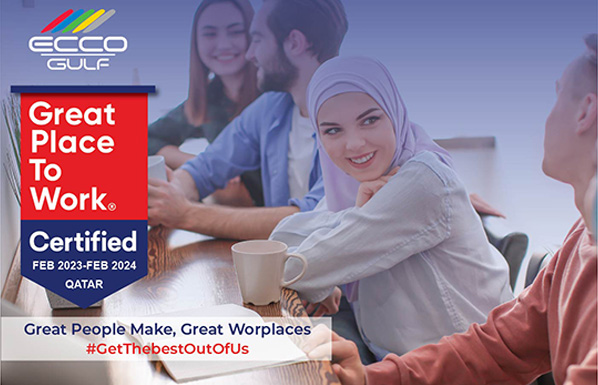 ECCO
GULF
Great
Place
To
Work®
Certified
FEB 2023-FEB 2024
QATAR
Great People Make, Great Worplaces
#GetThebestOutOfUs